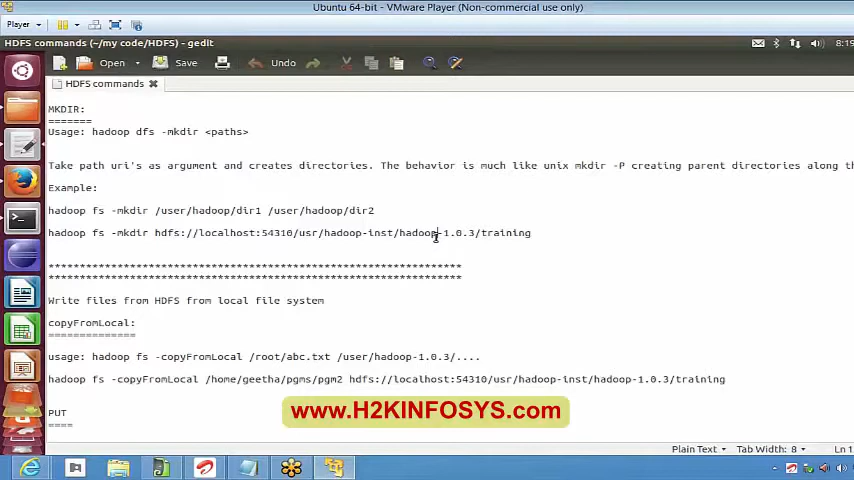 Ubuntu 64-bit - VMware Player (Non-commercial use only)
Player
HDFS commands (~/my code/HDFS) - gedit
8:19
Open
Save
Undo
HDFS commands
MKDIR:
=======
Usage: hadoop dfs -mkdir <paths>
Take path uri's as argument and creates directories. The behavior is much like unix mkdir -P creating parent directories along th
Example:
hadoop fs -mkdir /user/hadoop/dir1 /user/hadoop/dir2
hadoop fs -mkdir hdfs://localhost:54310/usr/hadoop-inst/hadoop-1.0.3/training
******************************************************************
******************************************************************
Write files from HDFS from local file system
copyFromLocal:
==============
usage: hadoop fs -copyFromLocal /root/abc.txt /user/hadoop-1.0.3/....
hadoop fs -copyFromLocal /home/geetha/pgms/pgm2 hdfs://localhost:54310/usr/hadoop-inst/hadoop-1.0.3/training
www.H2KINFOSYS.com
PUT
====
Plain Text
Tab Width: 8
Ln 1